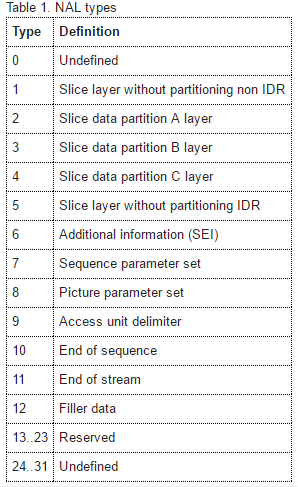 Table 1. NAL types
Type Definition
0 Undefined
1 Slice layer without partitioning non IDR
2 Slice data partition A layer
3 Slice data partition B layer
4 Slice data partition C layer
5 Slice layer without partitioning IDR
6 Additional information (SEI)
7 Sequence parameter set
8 Picture parameter set
9 Access unit delimiter
10 End of sequence
11 End of stream
12 Filler data
13..23 Reserved
24..31 Undefined